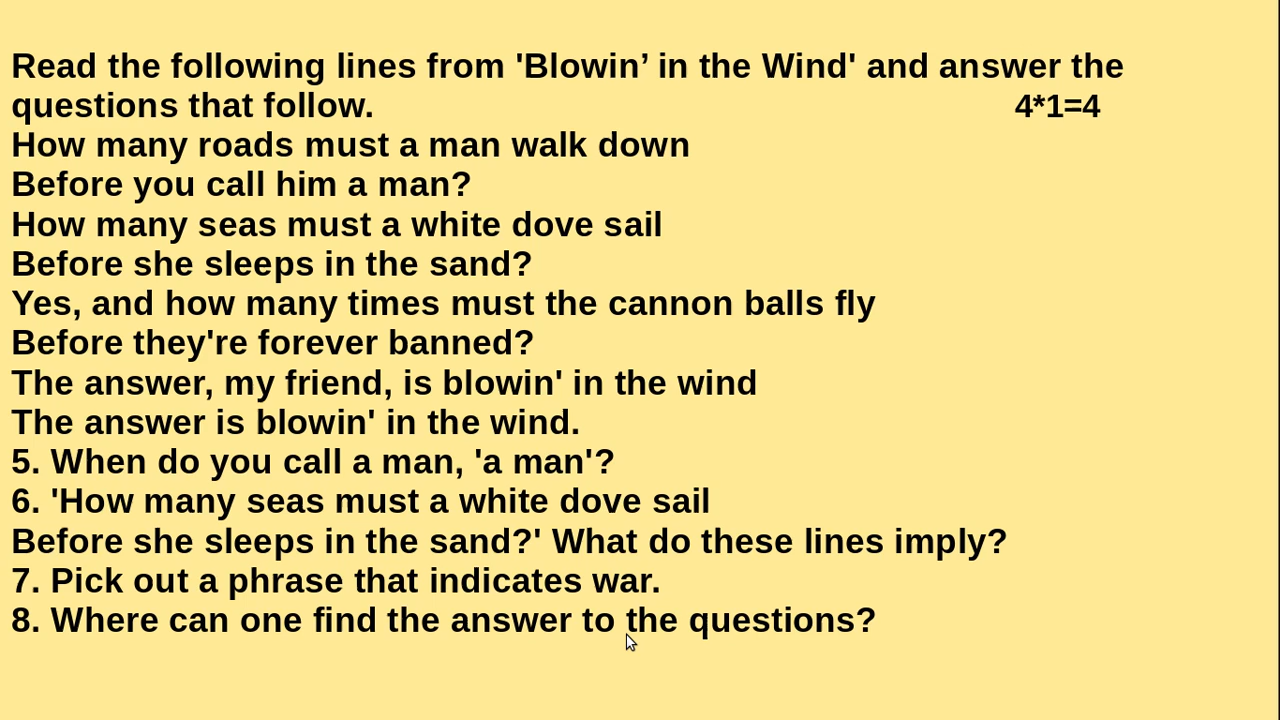 Read the following lines from 'Blowin’ in the Wind' and answer the
questions that follow. 4*1=4
How many roads must a man walk down
Before you call him a man?
How many seas must a white dove sail
Before she sleeps in the sand?
Yes, and how many times must the cannon balls fly
Before they're forever banned?
The answer, my friend, is blowin' in the wind
The answer is blowin' in the wind.
5. When do you call a man, 'a man'?
6. 'How many seas must a white dove sail
Before she sleeps in the sand?' What do these lines imply?
7. Pick out a phrase that indicates war.
8. Where can one find the answer to the questions?